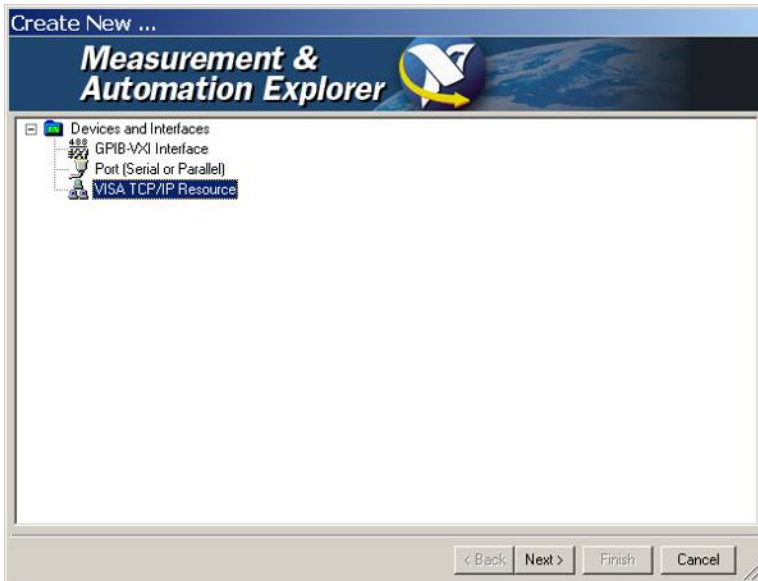 Create New ...
Measurement &
Automation Explorer
Devices and Interfaces
GPIB-VXI Interface
Port (Serial or Parallel)
VISA TCP/IP Resource
< Back Next > Finish Cancel